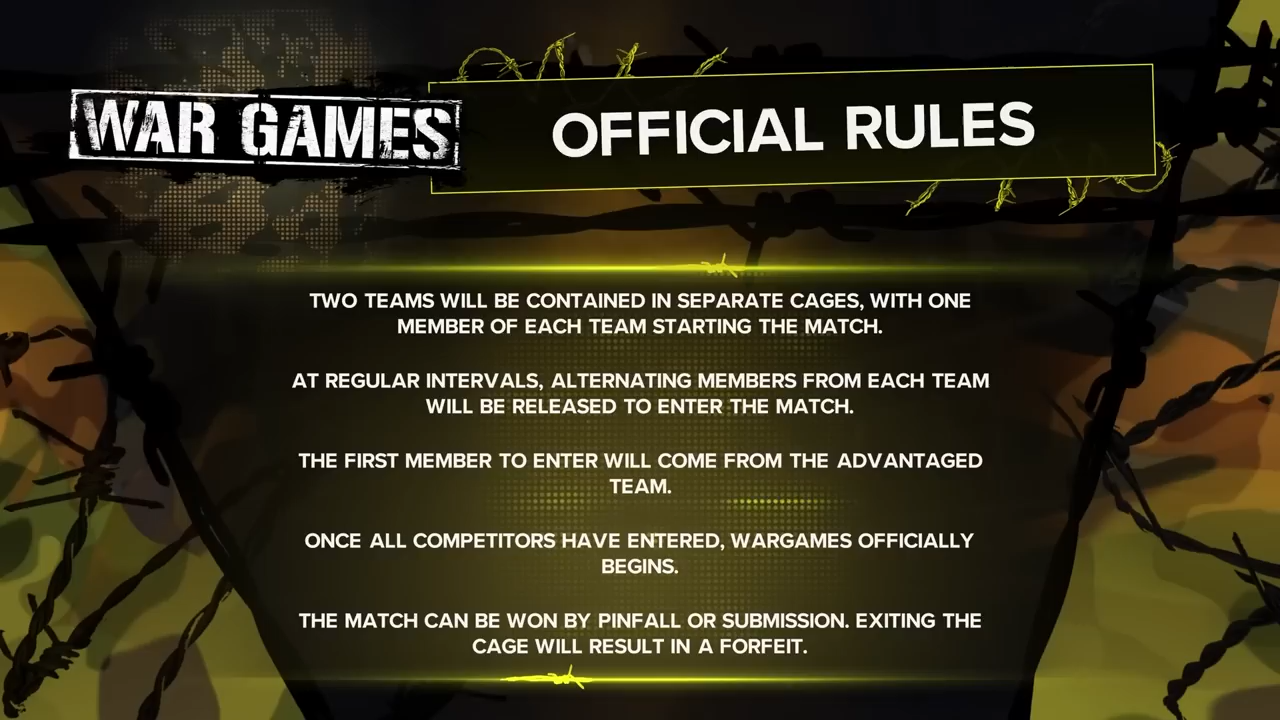 WAR GAMES
OFFICIAL RULES
TWO TEAMS WILL BE CONTAINED IN SEPARATE CAGES, WITH ONE
MEMBER OF EACH TEAM STARTING THE MATCH.
AT REGULAR INTERVALS, ALTERNATING MEMBERS FROM EACH TEAM
WILL BE RELEASED TO ENTER THE MATCH.
THE FIRST MEMBER TO ENTER WILL COME FROM THE ADVANTAGED
TEAM.
ONCE ALL COMPETITORS HAVE ENTERED, WARGAMES OFFICIALLY
BEGINS.
THE MATCH CAN BE WON BY PINFALL OR SUBMISSION. EXITING THE
CAGE WILL RESULT IN A FORFEIT.